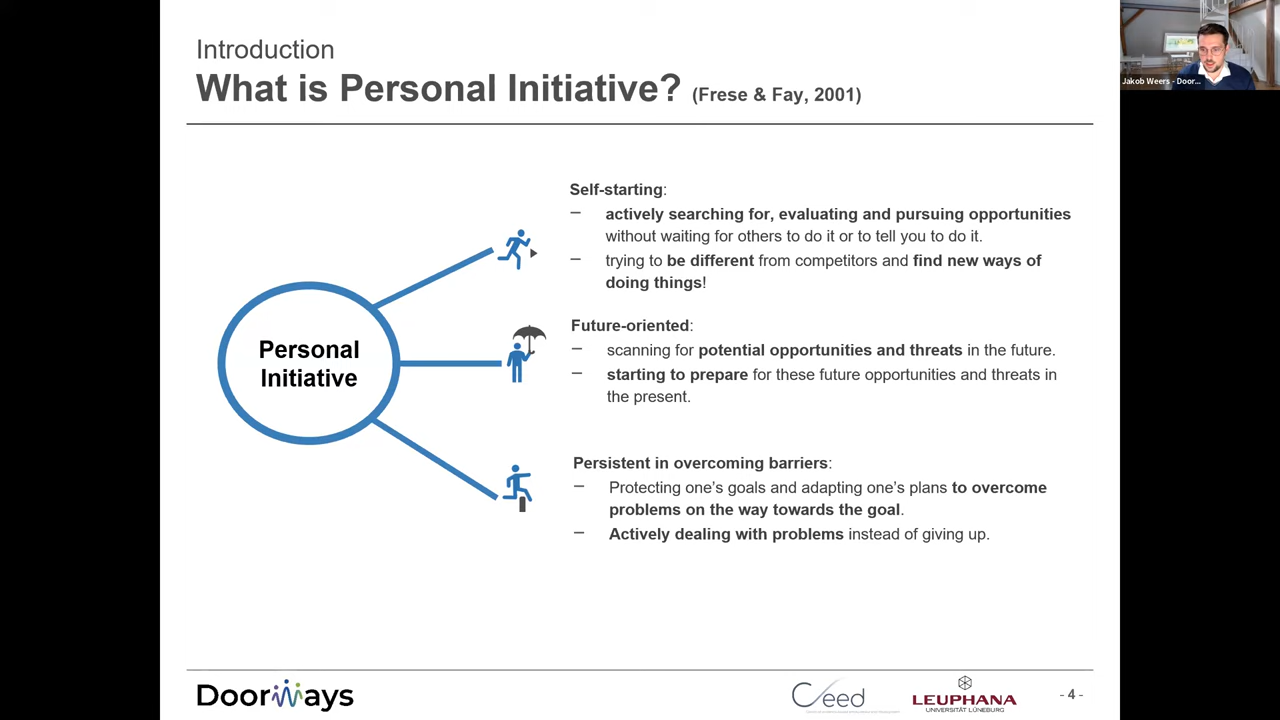 Introduction
What is Personal Initiative? (Frese & Fay, 2001)
Jakob Weers - Door...
Self-starting:
– actively searching for, evaluating and pursuing opportunities
without waiting for others to do it or to tell you to do it.
– trying to be different from competitors and find new ways of
doing things!
Personal
Initiative
Future-oriented:
– scanning for potential opportunities and threats in the future.
– starting to prepare for these future opportunities and threats in
the present.
Persistent in overcoming barriers:
– Protecting one's goals and adapting one's plans to overcome
problems on the way towards the goal.
– Actively dealing with problems instead of giving up.
Doorways
Ceed
LEUPHANA
UNIVERSITÄT LÜNEBURG
- 4 -